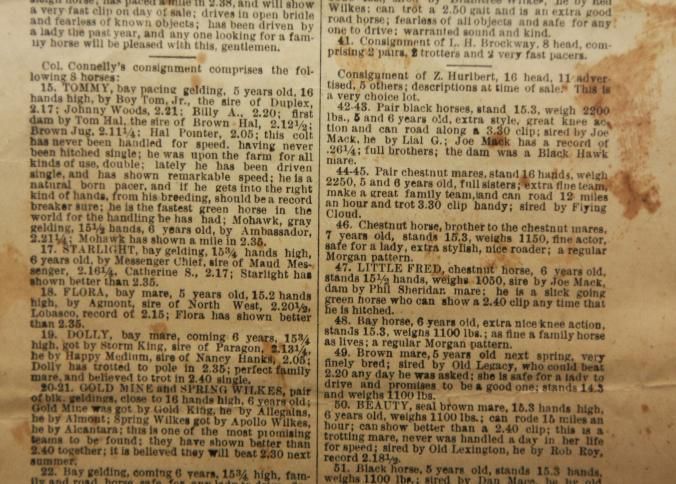 sleigh horse, has paced a mile in 2.38, and will show
a very fast clip on day of sale; drives in open bridle
and fearless of known objects; has been driven by
a lady the past year, and any one looking for a fam-
ily horse will be pleased with this, gentlemen.
Col. Connelly's consignment comprises the fol-
lowing 8 horses:
15. TOMMY, bay pacing gelding, 5 years old, 16
hands high, by Boy Tom, Jr., the sire of Duplex,
2.17; Johnny Woods, 2.21; Billy A., 2.20; first
dam by Tom Hal, the sire of Brown Hal, 2.12½;
Brown Jug, 2.11¼; Hal Pointer, 2.05; is a colt
has never been handled for speed, having never
been hitched single; he was upon the farm for all
kinds of use, double; lately he has been driven
single, and has shown remarkable speed; he is a
natural born pacer, and if he gets into the right
kind of hands, from his breeding, should be a record
breaker sure; he is the fastest green horse in the
world for the handling he has had; Mohawk, gray
gelding, 15½ hands, 6 years old, by Ambassador,
2.21¼; Mohawk has shown a mile in 2.35.
17. STARLIGHT, bay gelding, 15¾ hands high,
6 years old, by Messenger Chief, sire of Maud Mes-
senger, 2.16¼, Catherine S., 2.17; Starlight has
shown better than 2.35.
18. FLORA, bay mare, 5 years old, 15.2 hands
high, by Agmont, sire of North West, 2.20½,
Lobasco, record of 2.15; Flora has shown better
than 2.35.
19. DOLLY, bay mare, coming 6 years, 15¾
high, got by Storm King, sire of Paragon, 2.13¼,
he by Happy Medium, sire of Nancy Hanks, 2.05;
Dolly has trotted to pole in 2.35; perfect family
mare, and believed to trot in 2.40 single.
20-21. GOLD MINE and SPRING WILKES, pair
of blk. geldings, close to 16 hands high, 6 years old;
Gold Mine was got by Gold King, he by Allegains,
he by Almont; Spring Wilkes got by Apollo Wilkes,
he by Alcantara; this is one of the most promising
teams to be found; they have shown better than
2.40 together; it is believed they will beat 2.30 next
summer.
22. Bay gelding, coming 6 years, 15¾ high, fam-
Wilkes; can trot a 2.50 gait and is an extra good
road horse; fearless of all objects and safe for any
one to drive; warranted sound and kind.
41. Consignment of L. H. Brockway, 8 head, com-
prising 2 pairs, 2 trotters and 2 very fast pacers.
Consignment of Z. Hurlbert, 16 head, 11 adver-
tised, 5 others; descriptions at time of sale. This is
a very choice lot.
42-43. Pair black horses, stand 15.3, weigh 2200
lbs., 5 and 6 years old, extra style, great knee ac-
tion and can road along a 3.30 clip; sired by Joe
Mack, he by Lial G.; Joe Mack has a record of
.26¼; full brothers; the dam was a Black Hawk
mare.
44-45. Pair chestnut mares, stand 16 hands, weigh
2250, 5 and 6 years old, full sisters; extra fine team,
make a great family team, and can road 12 miles
an hour and trot 3.30 clip handy; sired by Flying
Cloud.
46. Chestnut horse, brother to the chestnut mares,
7 years old, stands 15.3, weighs 1150, fine actor,
safe for a lady, extra stylish, nice roader; a regular
Morgan pattern.
47. LITTLE FRED, chestnut horse, 6 years old,
stands 15½ hands, weighs 1050, sire by Joe Mack,
dam by Phil Sheridan mare; he is a slick going
green horse who can show a 2.40 clip any time that
he is hitched.
48. Bay horse, 6 years old, extra nice knee action,
stands 15.3, weighs 1100 lbs.; as fine a family horse
as lives; a regular Morgan pattern.
49. Brown mare, 5 years old next spring, very
finely bred; sired by Old Legacy, who could beat
2.20 any day he was asked; she is safe for a lady to
drive and promises to be a good one; stands 14.3
and weighs 1100 lbs.
50. BEAUTY, seal brown mare, 15.3 hands high,
6 years old, weighs 1100 lbs.; can rode 15 miles an
hour; can show better than a 2.40 clip; this is a
trotting mare, never was handled a day in her life
for speed; sired by Old Lexington, he by Rob Roy,
record 2.18½.
51. Black horse, 5 years old, stands 15.3 hands,
weighs 1100 lbs.; sired by Dan Mace, he by old